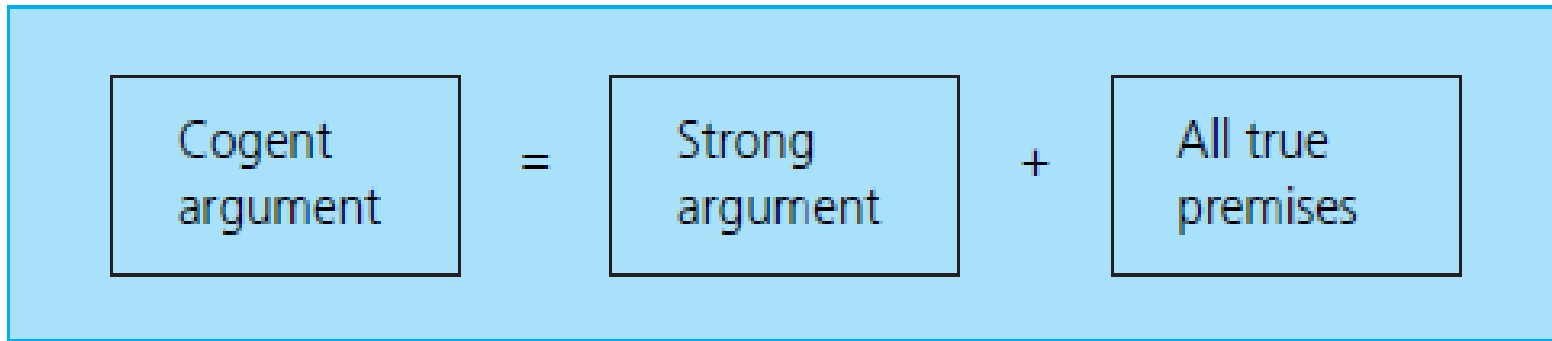 Cogent
argument
=
Strong
argument
+
All true
premises